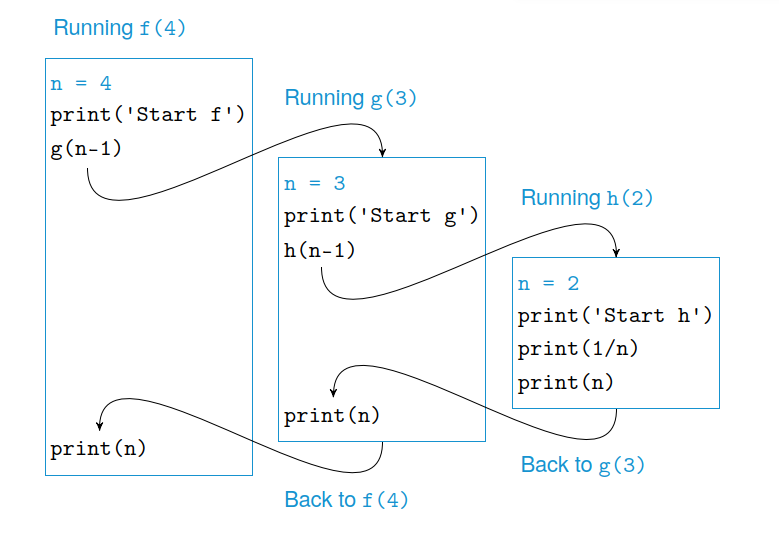 Running f(4)
n = 4
print('Start f')
g(n-1)
print(n)
Running g(3)
n = 3
print('Start g')
h(n-1)
print(n)
Back to f(4)
Running h(2)
n = 2
print('Start h')
print(1/n)
print(n)
Back to g(3)